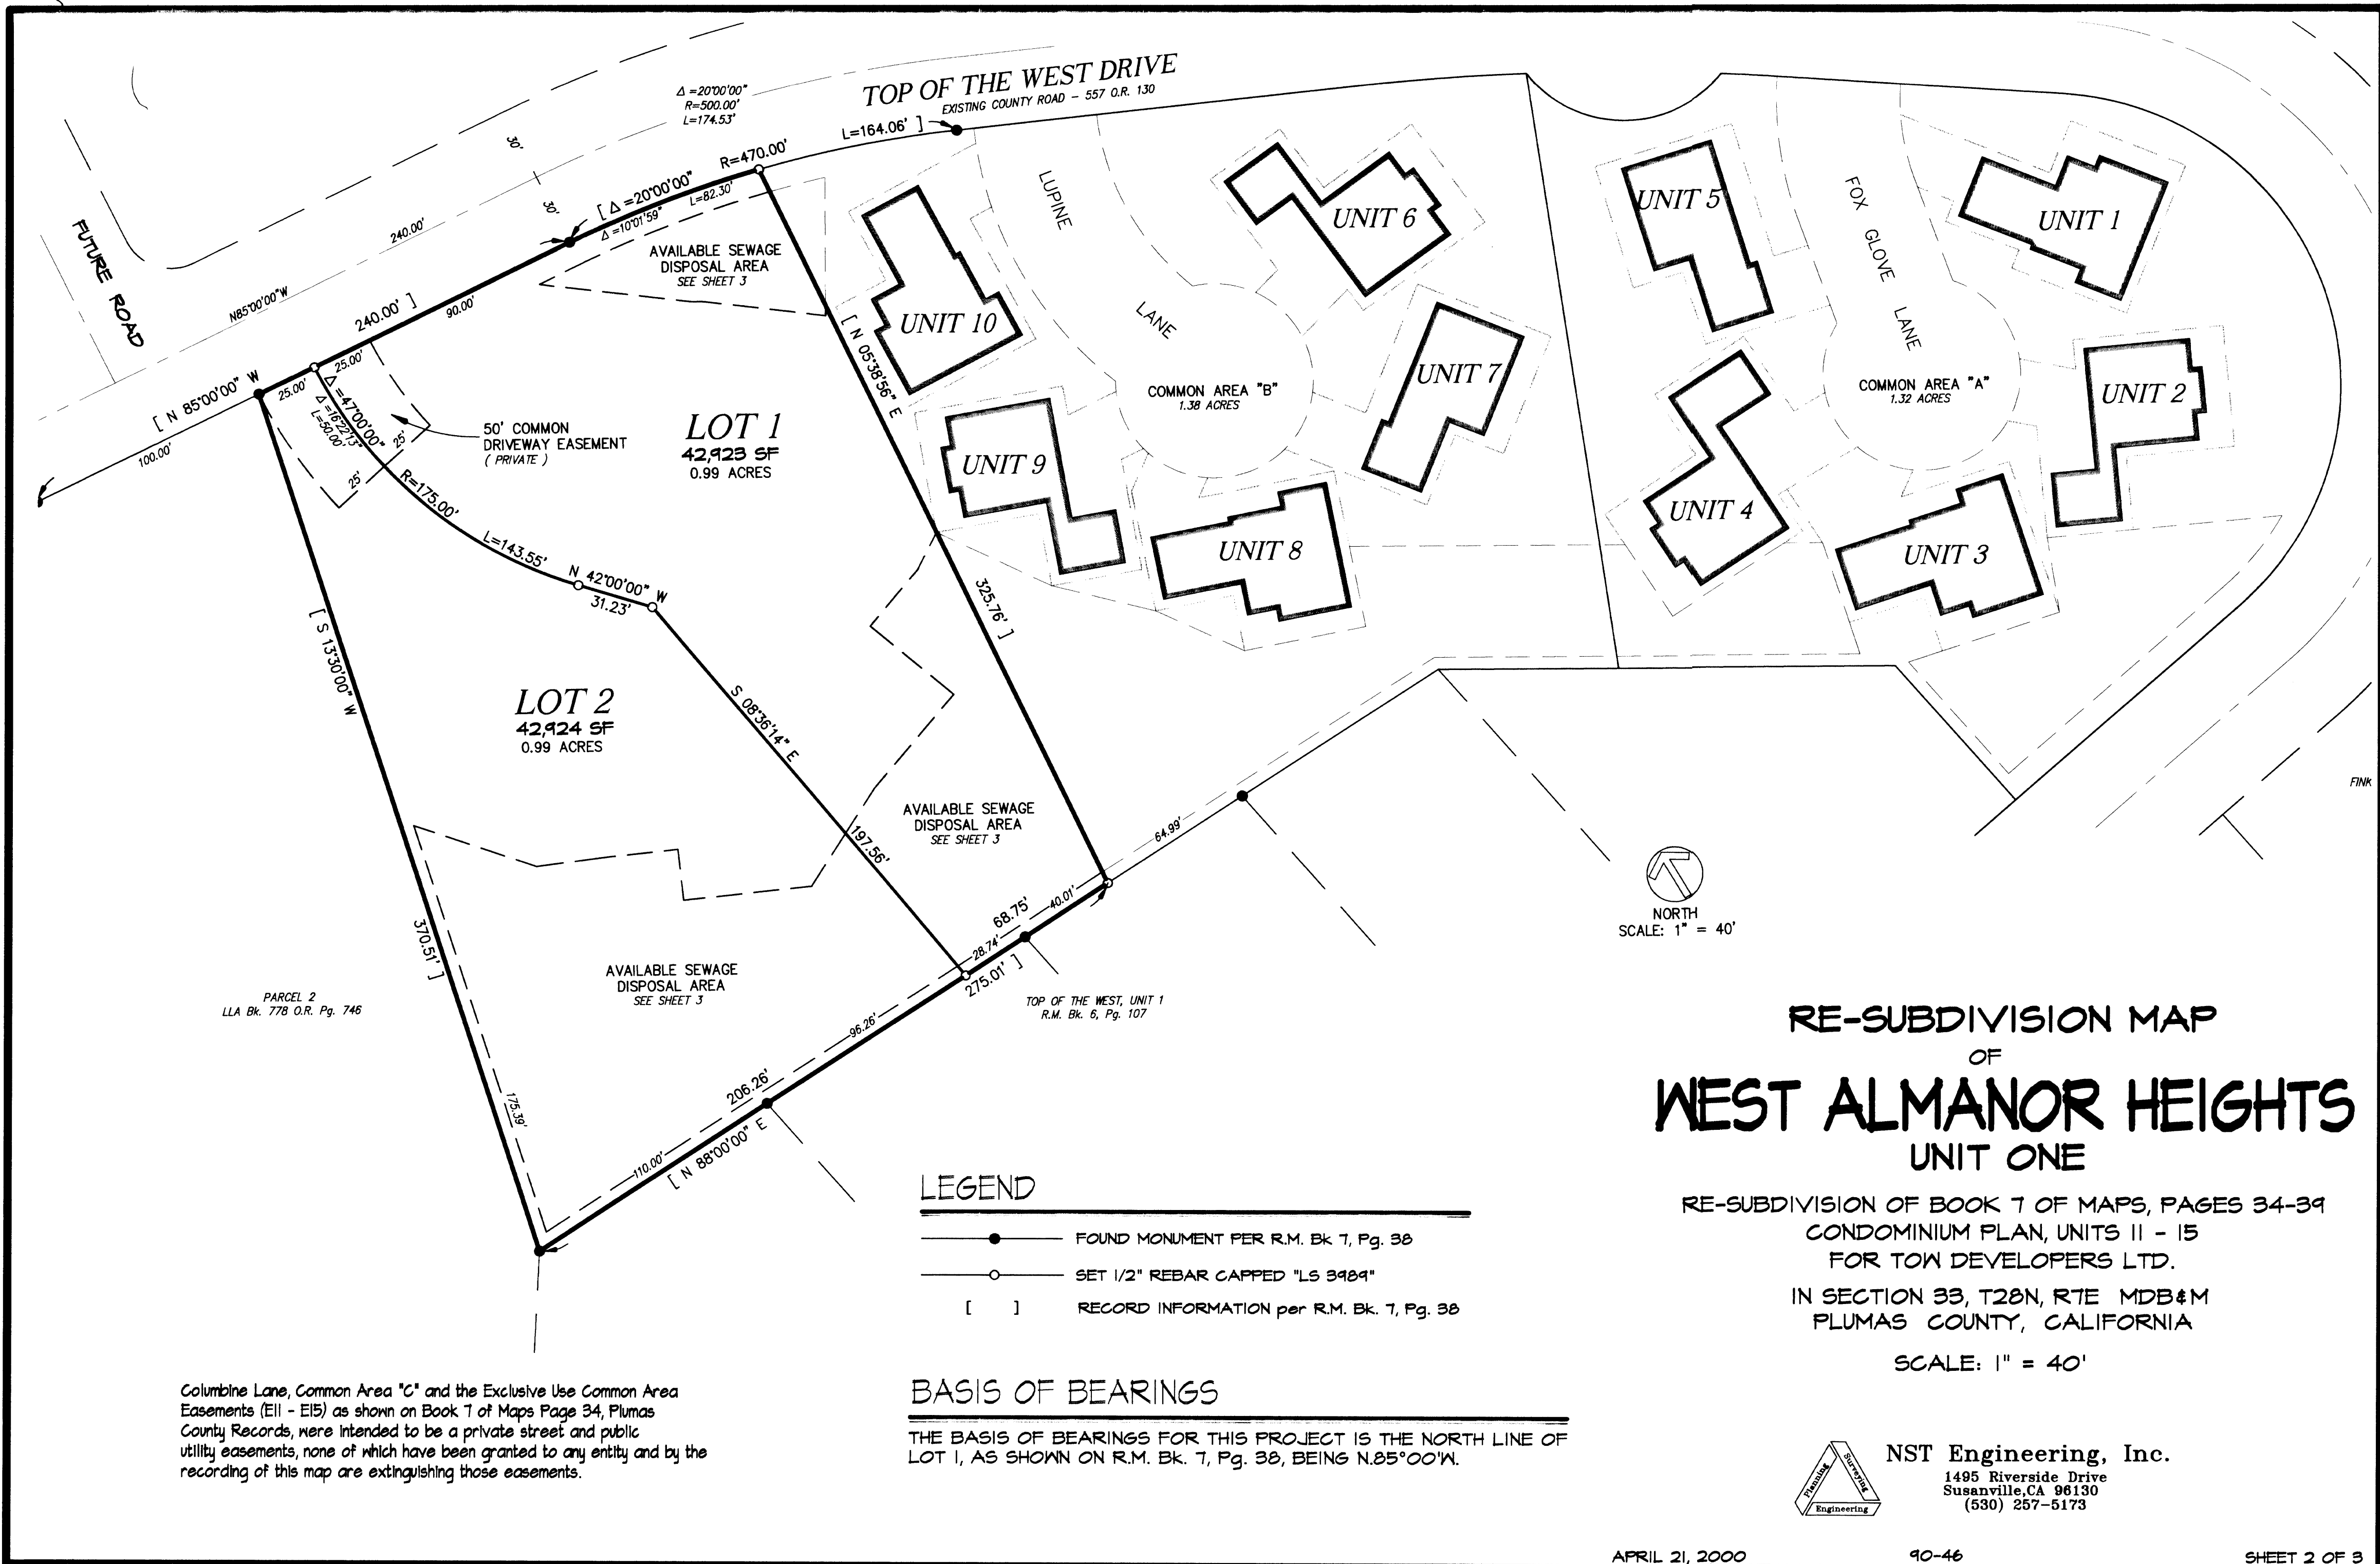 TOP OF THE WEST DRIVE
EXISTING COUNTY ROAD - 557 O.R. 130
Δ =20°00'00"
R=500.00'
L=174.53'
L=164.06' ]
R=470.00'
[ Δ =20°00'00"
L=82.30'
Δ =10°01'59"
30'
30'
240.00'
N85°00'00"W
FUTURE ROAD
240.00' ]
90.00'
25.00'
25.00'
[ N 85°00'00" W
100.00'
Δ =47°00'00"
Δ =16°22'13"
L=50.00'
25'
25'
50' COMMON
DRIVEWAY EASEMENT
( PRIVATE )
R=175.00'
L=143.55'
N 42°00'00" W
31.23'
AVAILABLE SEWAGE
DISPOSAL AREA
SEE SHEET 3
LOT 1
42,923 SF
0.99 ACRES
[ N 05°38'56" E
325.76' ]
LUPINE
LANE
UNIT 10
UNIT 6
UNIT 7
UNIT 9
UNIT 8
COMMON AREA "B"
1.38 ACRES
UNIT 5
FOX GLOVE LANE
UNIT 1
UNIT 2
COMMON AREA "A"
1.32 ACRES
UNIT 4
UNIT 3
FINK
[ S 13°30'00" W
370.51' ]
LOT 2
42,924 SF
0.99 ACRES
S 08°36'14" E
197.56'
AVAILABLE SEWAGE
DISPOSAL AREA
SEE SHEET 3
AVAILABLE SEWAGE
DISPOSAL AREA
SEE SHEET 3
64.99'
40.01'
68.75'
28.74'
275.01' ]
96.26'
206.26'
110.00'
[ N 88°00'00" E
175.39'
PARCEL 2
LLA Bk. 778 O.R. Pg. 746
TOP OF THE WEST, UNIT 1
R.M. Bk. 6, Pg. 107
NORTH
SCALE: 1" = 40'
RE-SUBDIVISION MAP
OF
WEST ALMANOR HEIGHTS
UNIT ONE
RE-SUBDIVISION OF BOOK 7 OF MAPS, PAGES 34-39
CONDOMINIUM PLAN, UNITS 11 - 15
FOR TOW DEVELOPERS LTD.
IN SECTION 33, T28N, R7E MDB&M
PLUMAS COUNTY, CALIFORNIA
SCALE: 1" = 40'
LEGEND
FOUND MONUMENT PER R.M. Bk 7, Pg. 38
SET 1/2" REBAR CAPPED "LS 3989"
[ ] RECORD INFORMATION per R.M. Bk. 7, Pg. 38
BASIS OF BEARINGS
THE BASIS OF BEARINGS FOR THIS PROJECT IS THE NORTH LINE OF
LOT 1, AS SHOWN ON R.M. Bk. 7, Pg. 38, BEING N.85°00'W.
Columbine Lane, Common Area "C" and the Exclusive Use Common Area
Easements (E11 - E15) as shown on Book 7 of Maps Page 34, Plumas
County Records, were intended to be a private street and public
utility easements, none of which have been granted to any entity and by the
recording of this map are extinguishing those easements.
Planning
Surveying
Engineering
NST Engineering, Inc.
1495 Riverside Drive
Susanville,CA 96130
(530) 257-5173
APRIL 21, 2000
90-46
SHEET 2 OF 3